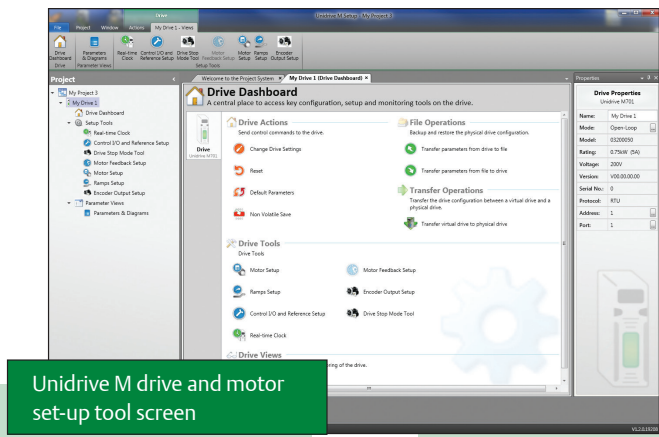 Drive
Unidrive M Setup - My Project3
File Project Window Actions My Drive 1 - Views
Drive Dashboard
Parameters & Diagrams
Real-time Clock
Control I/O and Reference Setup
Drive Stop Mode Tool
Motor Feedback Setup
Motor Setup
Ramps Setup
Encoder Output Setup
Drive Parameter Views Setup Tools
Project
My Project 3
My Drive 1
Drive Dashboard
Setup Tools
Real-time Clock
Control I/O and Reference Setup
Drive Stop Mode Tool
Motor Feedback Setup
Motor Setup
Ramps Setup
Encoder Output Setup
Parameter Views
Parameters & Diagrams
Welcome to the Project System × My Drive 1 (Drive Dashboard) ×
Drive Dashboard
A central place to access key configuration, setup and monitoring tools on the drive.
Drive
Unidrive M701
Drive Actions
Send control commands to the drive.
Change Drive Settings
Reset
Default Parameters
Non Volatile Save
File Operations
Backup and restore the physical drive configuration.
Transfer parameters from drive to file
Transfer parameters from file to drive
Transfer Operations
Transfer the drive configuration between a virtual drive and a
physical drive.
Transfer virtual drive to physical drive
Drive Tools
Drive Tools
Motor Setup Motor Feedback Setup
Ramps Setup Encoder Output Setup
Control I/O and Reference Setup Drive Stop Mode Tool
Real-time Clock
Drive Views
ring of the drive.
Properties
Drive Properties
Unidrive M701
Name: My Drive 1
Mode: Open-Loop
Model: 03200050
Rating: 0.75kW (5A)
Voltage: 200V
Version: V00.00.00.00
Serial No.: 0
Protocol: RTU
Address: 1
Port: 1
Unidrive M drive and motor
set-up tool screen
V1.2.0.19288